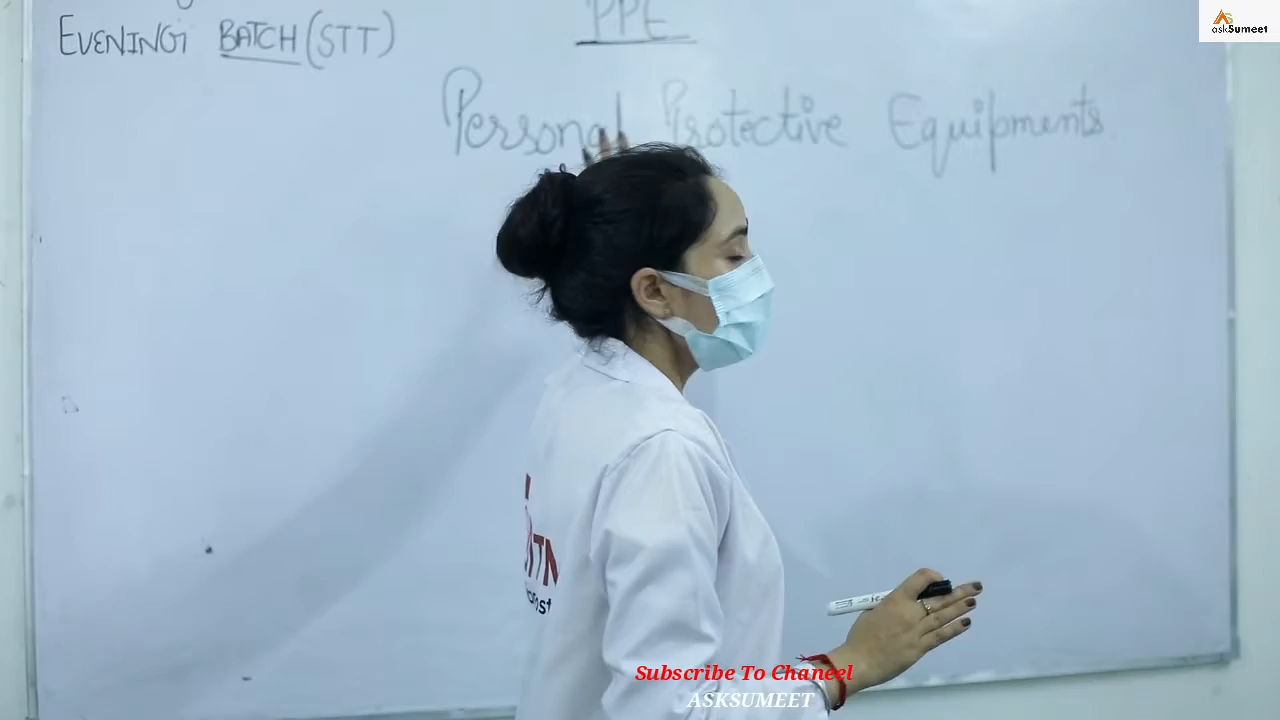 PPE
EVENING BATCH (STT)
Personal Protective Equipments
askSumeet
Subscribe To Chaneel
ASKSUMEET